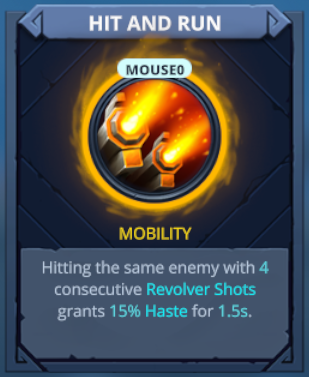 HIT AND RUN
MOUSE0
MOBILITY
Hitting the same enemy with 4
consecutive Revolver Shots
grants 15% Haste for 1.5s.